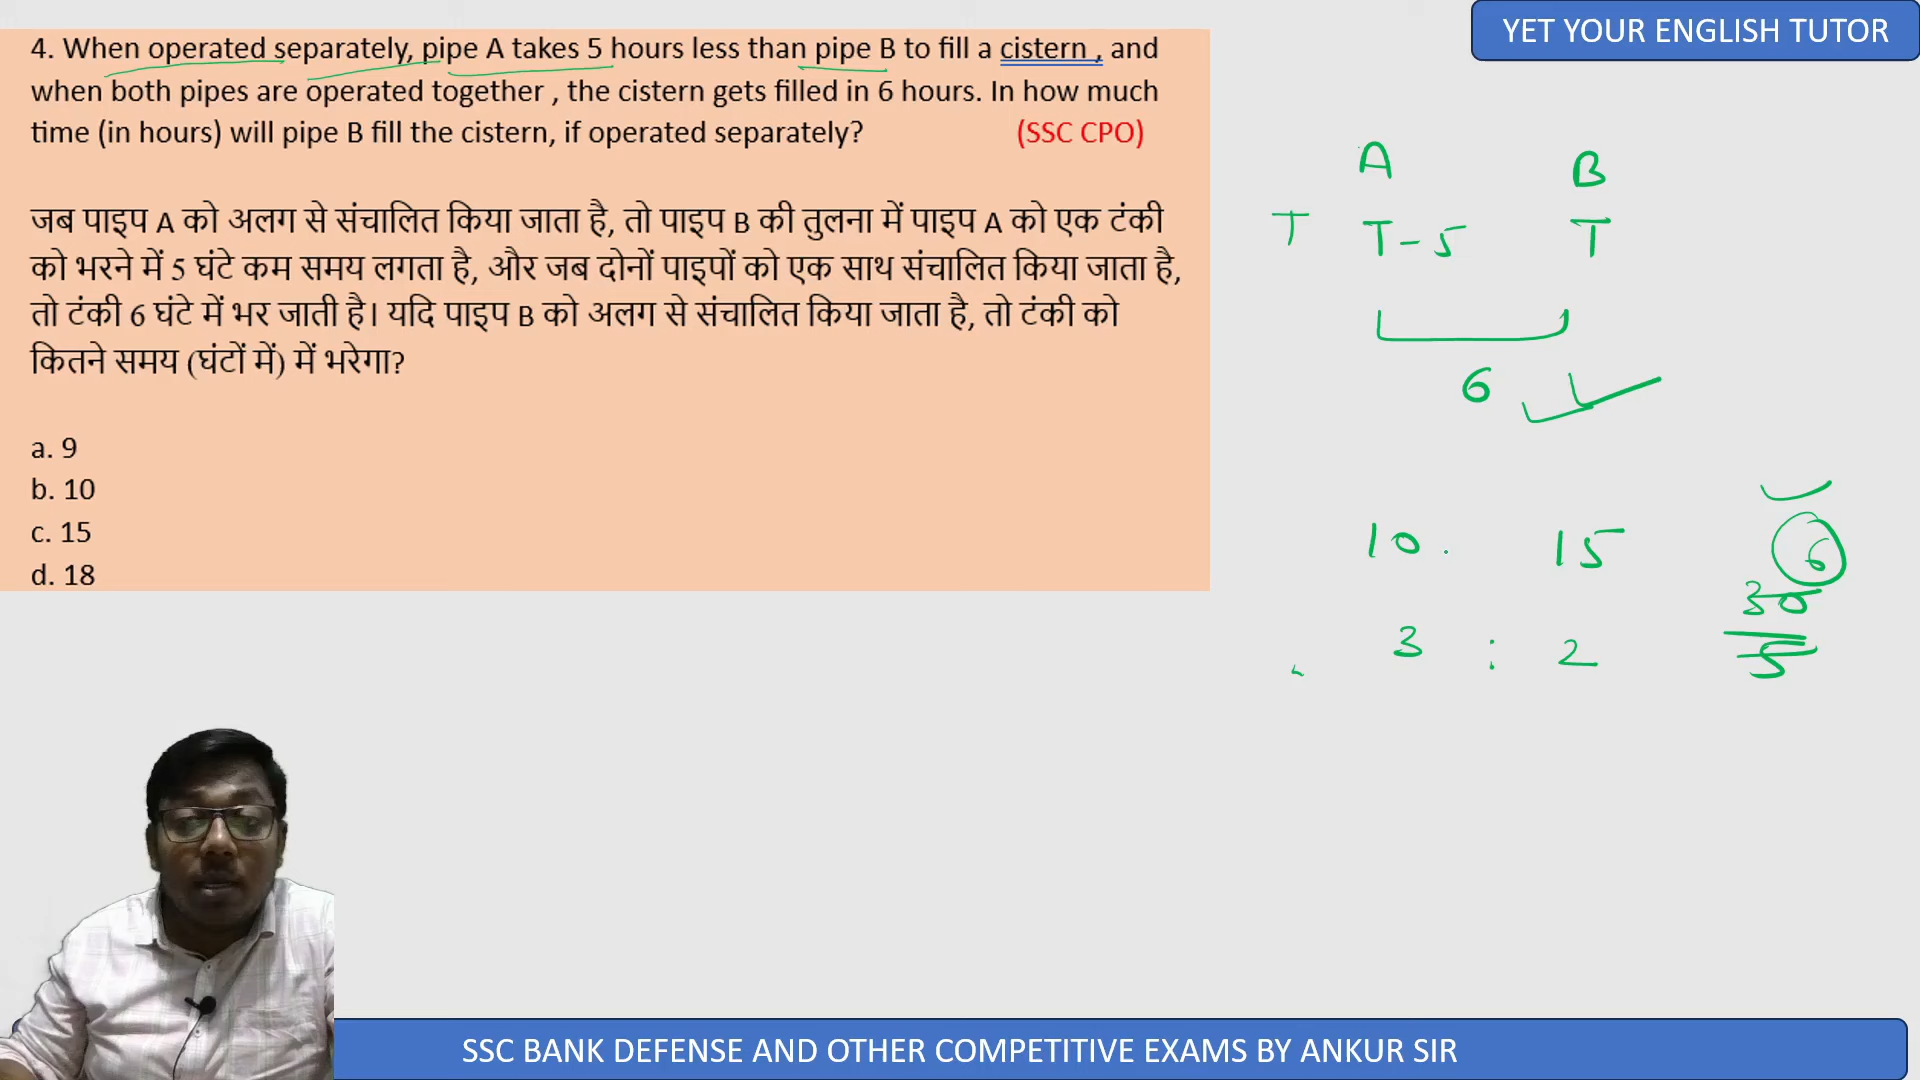 YET YOUR ENGLISH TUTOR
4. When operated separately, pipe A takes 5 hours less than pipe B to fill a cistern , and
when both pipes are operated together , the cistern gets filled in 6 hours. In how much
time (in hours) will pipe B fill the cistern, if operated separately? (SSC CPO)
जब पाइप A को अलग से संचालित किया जाता है, तो पाइप B की तुलना में पाइप A को एक टंकी
को भरने में 5 घंटे कम समय लगता है, और जब दोनों पाइपों को एक साथ संचालित किया जाता है,
तो टंकी 6 घंटे में भर जाती है। यदि पाइप B को अलग से संचालित किया जाता है, तो टंकी को
कितने समय (घंटों में) में भरेगा?
a. 9
b. 10
c. 15
d. 18
A B
T T-5 T
6
10 15 6
30
3 : 2 5
SSC BANK DEFENSE AND OTHER COMPETITIVE EXAMS BY ANKUR SIR